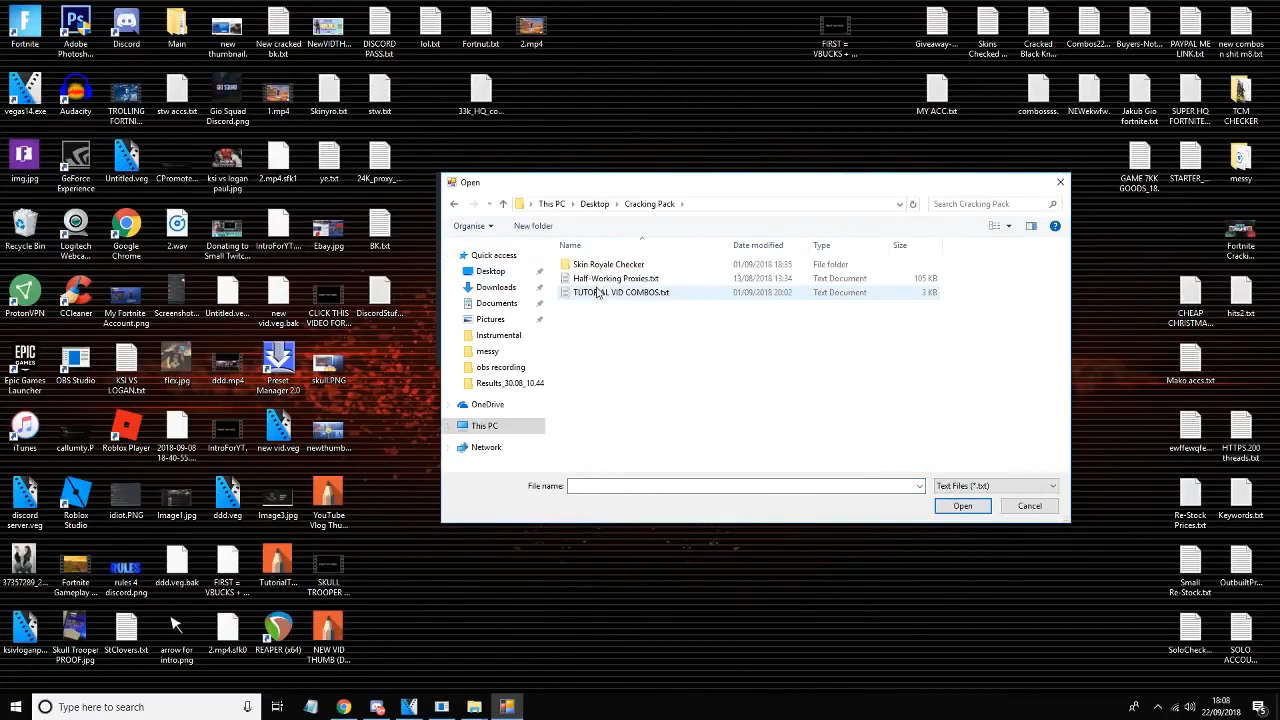 Fortnite
Adobe
Photosh...
Discord
Main
new
thumbnail.
New cracked
bk.txt
NewVIDTH...
DISCORD
PASS.txt
lol.txt
Fortnut.txt
2.mp4
FIRST =
VBUCKS + ...
Giveaway-...
Skins
Checked ...
Cracked
Black Kn...
Combos22...
Buyers-Not...
PAYPAL ME
LINK.txt
new combos
n shit m8.txt
vegas14.exe
Audacity
TROLLING
FORTNI...
stw accs.txt
Gio Squad
Discord.png
1.mp4
Skinyro.txt
stw.txt
33k_HQ_co...
MY ACC.txt
combossss.
NEWekwfw.
Jakub Gio
fortnite.txt
SUPER HQ
FORTNITE...
TCM
CHECKER
img.jpg
GeForce
Experience
Untitled.veg
CPromote...
ksi vs logan
paul.jpg
2.mp4.sfk1
ye.txt
24K_proxy_...
GAME 7KK
GOODS_18.
STARTER_...
messy
Recycle Bin
Logitech
Webca...
Google
Chrome
2.wav
Donating to
Small Twitc...
IntroForYT...
Ebay.jpg
BK.txt
Fortnite
Cracki...
ProtonVPN
CCleaner
My Fortnite
Account.png
Screenshot...
Untitled.ve...
new
vid.veg.bak
CLICK THIS
VIDEO FOR...
DiscordStuf...
CHEAP
CHRISTMA...
hits2.txt
Epic Games
Launcher
OBS Studio
KSI VS
LOGAN.txt
flex.jpg
ddd.mp4
Preset
Manager 2.0
skull.PNG
Mako accs.txt
iTunes
callumty.P
Roblox Player
2018-09-08
18-40-55....
IntroForYT.
new vid.veg
newthumb...
ewffewqfe...
HTTPS 200
threads.txt
discord
server.veg
Roblox
Studio
idiot.PNG
Image1.jpg
ddd.veg
Image3.jpg
YouTube
Vlog Thu...
Re-Stock
Prices.txt
Keywords.txt
37357289_2...
Fortnite
Gameplay ...
RULES
rules 4
discord.png
ddd.veg.bak
FIRST =
VBUCKS + ...
TutorialT...
SKULL
TROOPER ...
Small
Re-Stock.txt
OutbuiltPr...
ksivloganp...
Skull Trooper
PROOF.jpg
StClovers.txt
arrow for
intro.png
2.mp4.sfk0
REAPER (x64)
NEW VID
THUMB (D...
SoloCheck...
SOLO
ACCOU...
Open
This PC
Desktop
Cracking Pack
Search Cracking Pack
Organise
New folder
Name
Date modified
Type
Size
Quick access
Desktop
Downloads
Documents
Pictures
Instrumental
Results_30.08_10.44
OneDrive
Network
Skin Royale Checker
01/09/2018 18:35
File folder
Half-Working Proxies.txt
13/08/2018 13:34
Text Document
105 KB
TUTORIAL VID COMBOS.txt
01/09/2018 20:02
Text Document
3 KB
File name:
Text Files (*.txt)
Open
Cancel
Type here to search
18:08
22/09/2018